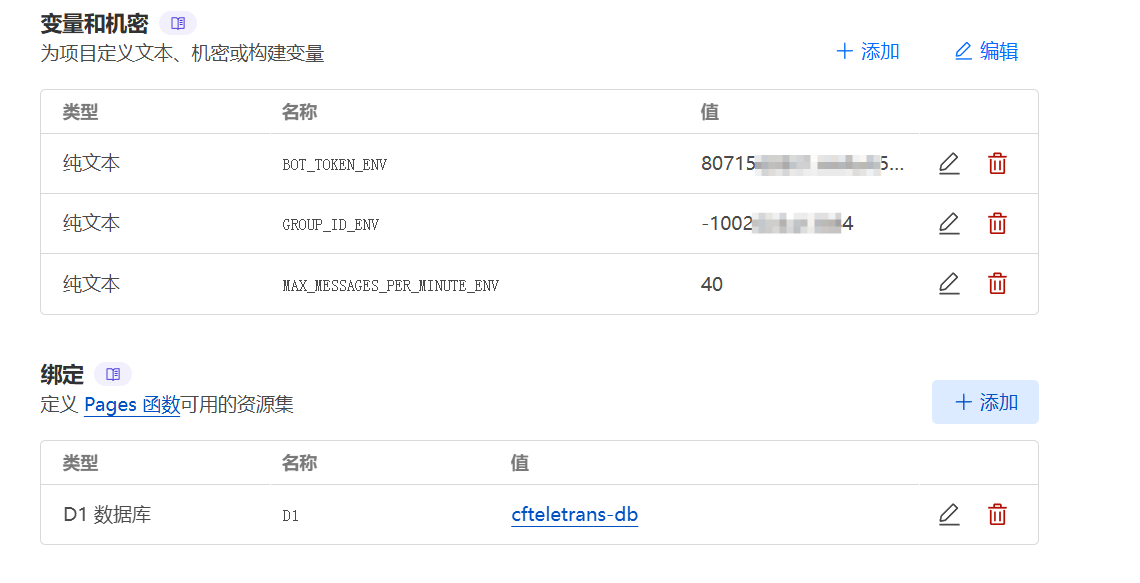 变量和机密
为项目定义文本、机密或构建变量
添加 编辑
类型 名称 值
纯文本 BOT_TOKEN_ENV 80715 5...
纯文本 GROUP_ID_ENV -1002 4
纯文本 MAX_MESSAGES_PER_MINUTE_ENV 40
绑定
定义 Pages 函数可用的资源集
添加
类型 名称 值
D1 数据库 D1 cfteletrans-db